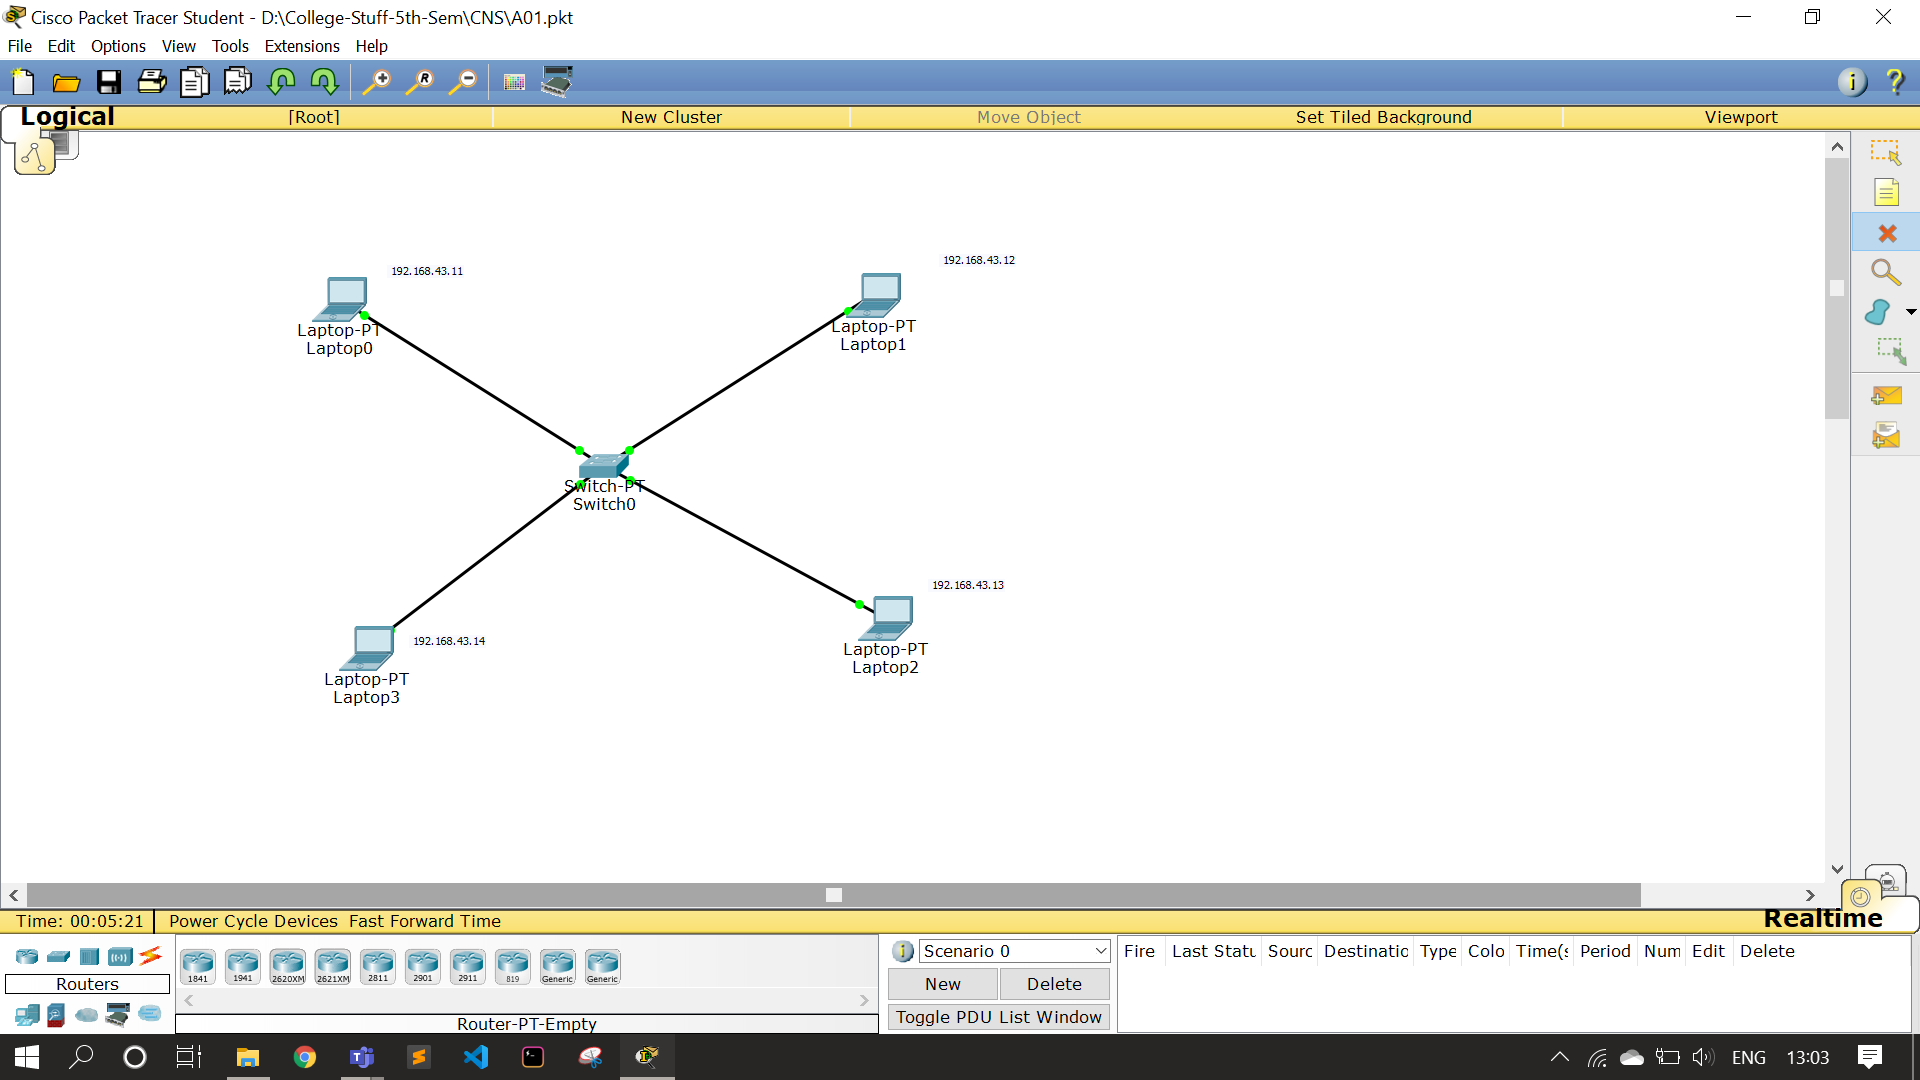 Cisco Packet Tracer Student - D:\College-Stuff-5th-Sem\CNS\A01.pkt
File Edit Options View Tools Extensions Help
Logical [Root] New Cluster Move Object Set Tiled Background Viewport
192.168.43.11
192.168.43.12
Laptop-PT
Laptop0
Laptop-PT
Laptop1
Switch-PT
Switch0
192.168.43.13
192.168.43.14
Laptop-PT
Laptop2
Laptop-PT
Laptop3
Time: 00:05:21 Power Cycle Devices Fast Forward Time Realtime
Routers
1841 1941 2620XM 2621XM 2811 2901 2911 819 Generic Generic
Router-PT-Empty
Scenario 0
New Delete
Toggle PDU List Window
Fire Last Statu Sourc Destinatic Type Colo Time(s Period Num Edit Delete
ENG 13:03